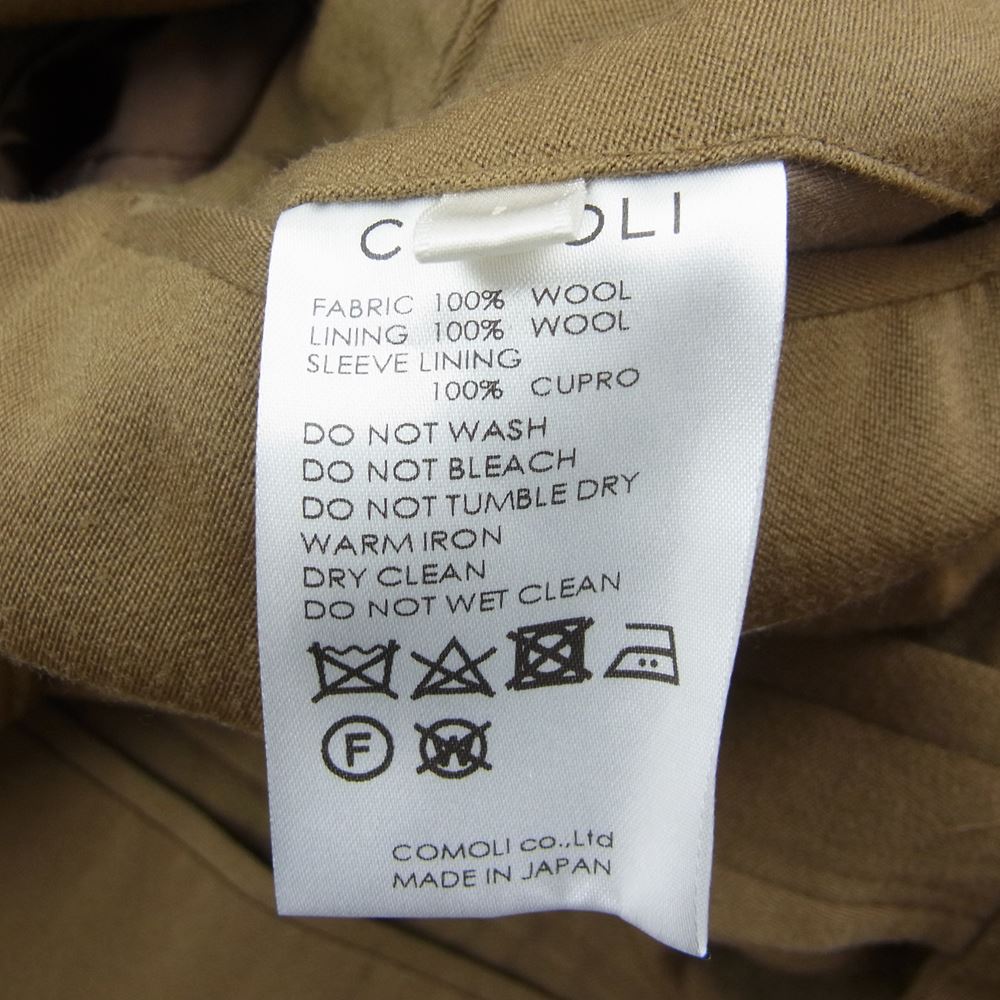 COMOLI
FABRIC 100% WOOL
LINING 100% WOOL
SLEEVE LINING
100% CUPRO
DO NOT WASH
DO NOT BLEACH
DO NOT TUMBLE DRY
WARM IRON
DRY CLEAN
DO NOT WET CLEAN
F W
COMOLI co.,Ltd
MADE IN JAPAN